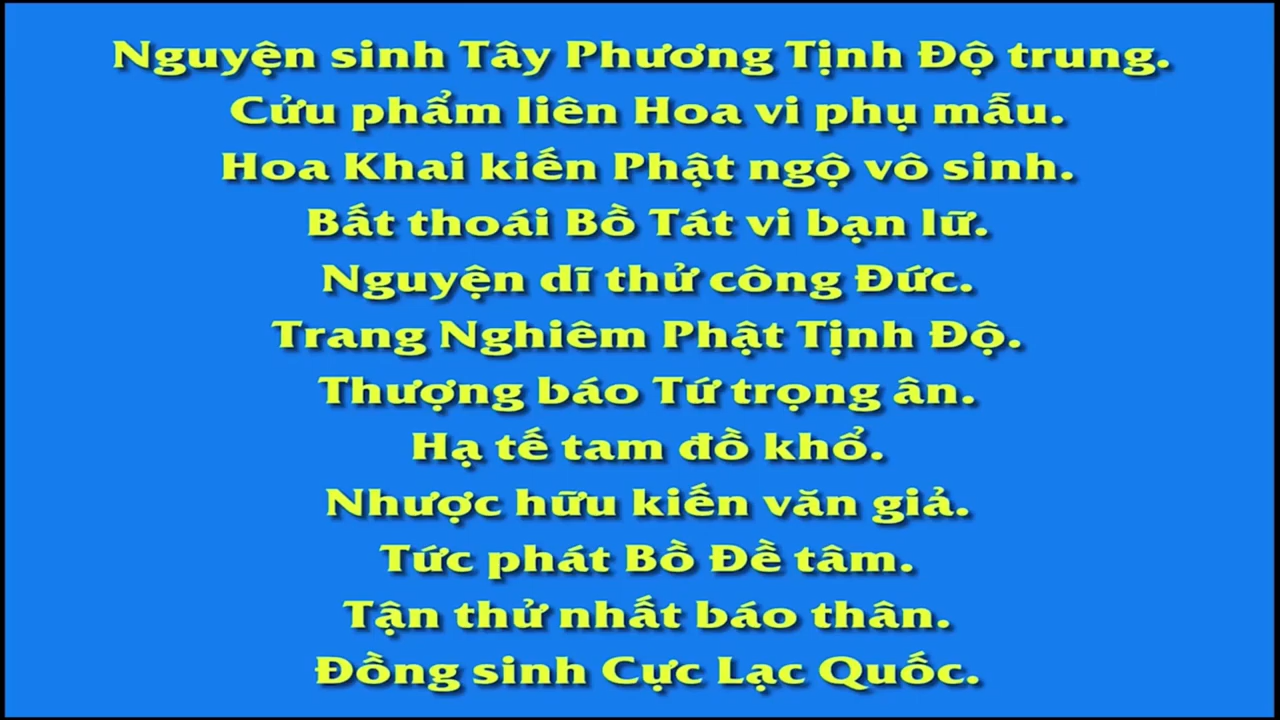 Nguyện sinh Tây Phương Tịnh Độ trung.
Cửu phẩm liên Hoa vi phụ mẫu.
Hoa Khai kiến Phật ngộ vô sinh.
Bất thoái Bồ Tát vi bạn lữ.
Nguyện dĩ thử công Đức.
Trang Nghiêm Phật Tịnh Độ.
Thượng báo Tứ trọng ân.
Hạ tế tam đồ khổ.
Nhược hữu kiến văn giả.
Tức phát Bồ Đề tâm.
Tận thử nhất báo thân.
Đồng sinh Cực Lạc Quốc.